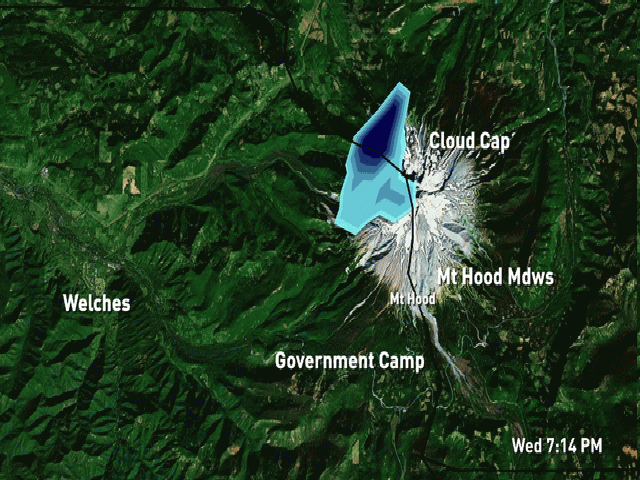 Cloud Cap
Mt Hood Mdws
Mt Hood
Welches
Government Camp
Wed 7:14 PM